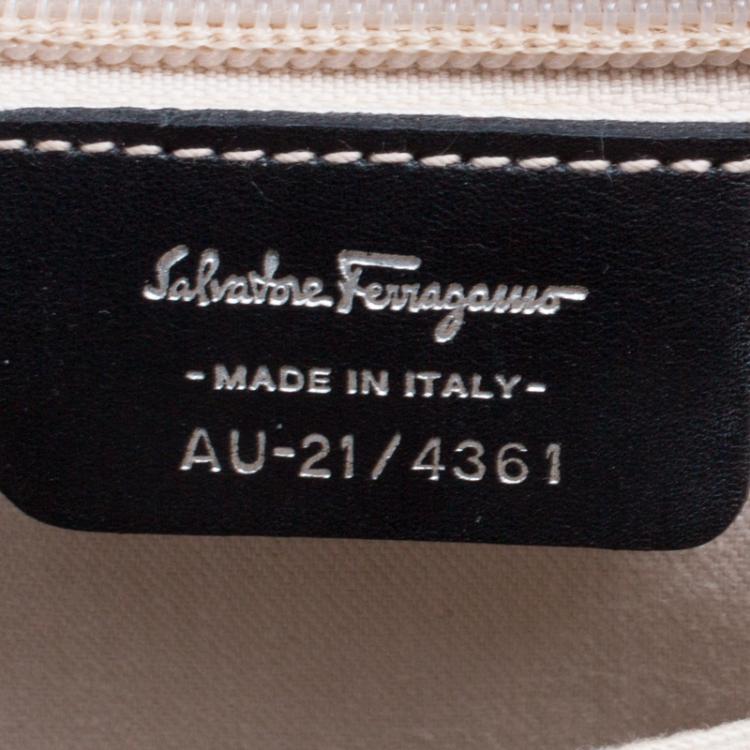 Salvatore Ferragamo
-MADE IN ITALY-
AU-21/4361